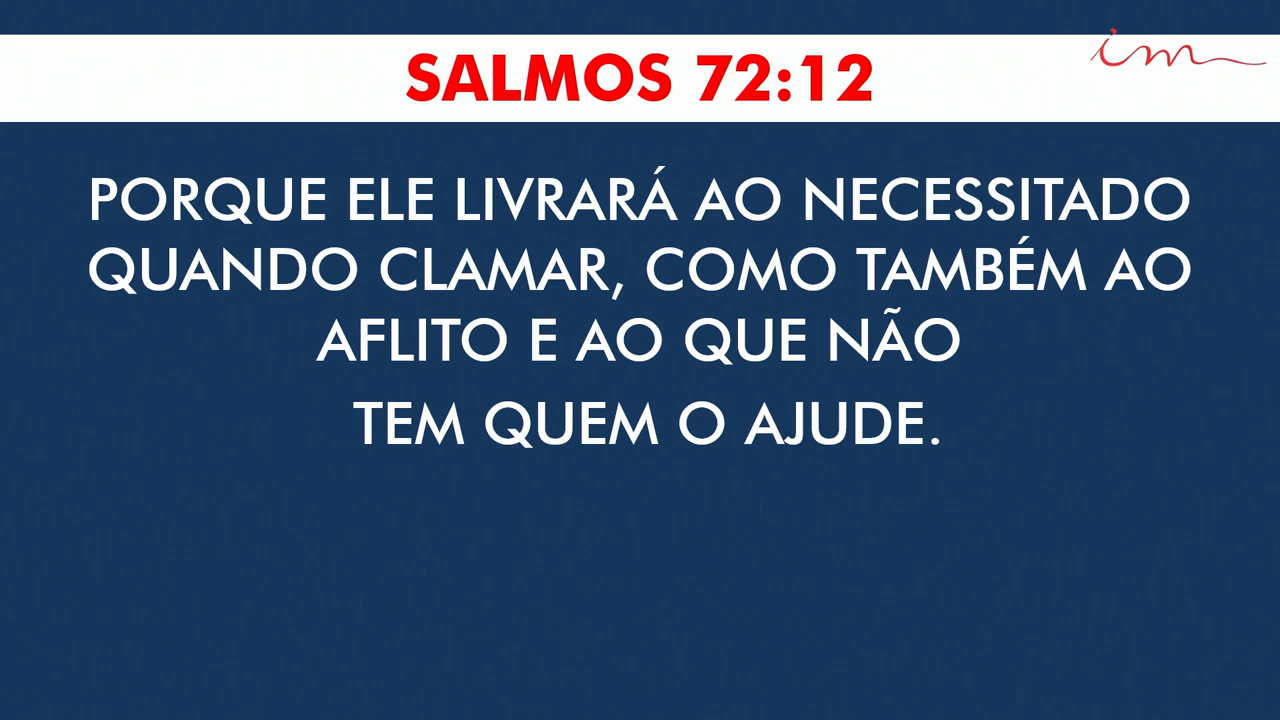 im
SALMOS 72:12
PORQUE ELE LIVRARÁ AO NECESSITADO
QUANDO CLAMAR, COMO TAMBÉM AO
AFLITO E AO QUE NÃO
TEM QUEM O AJUDE.